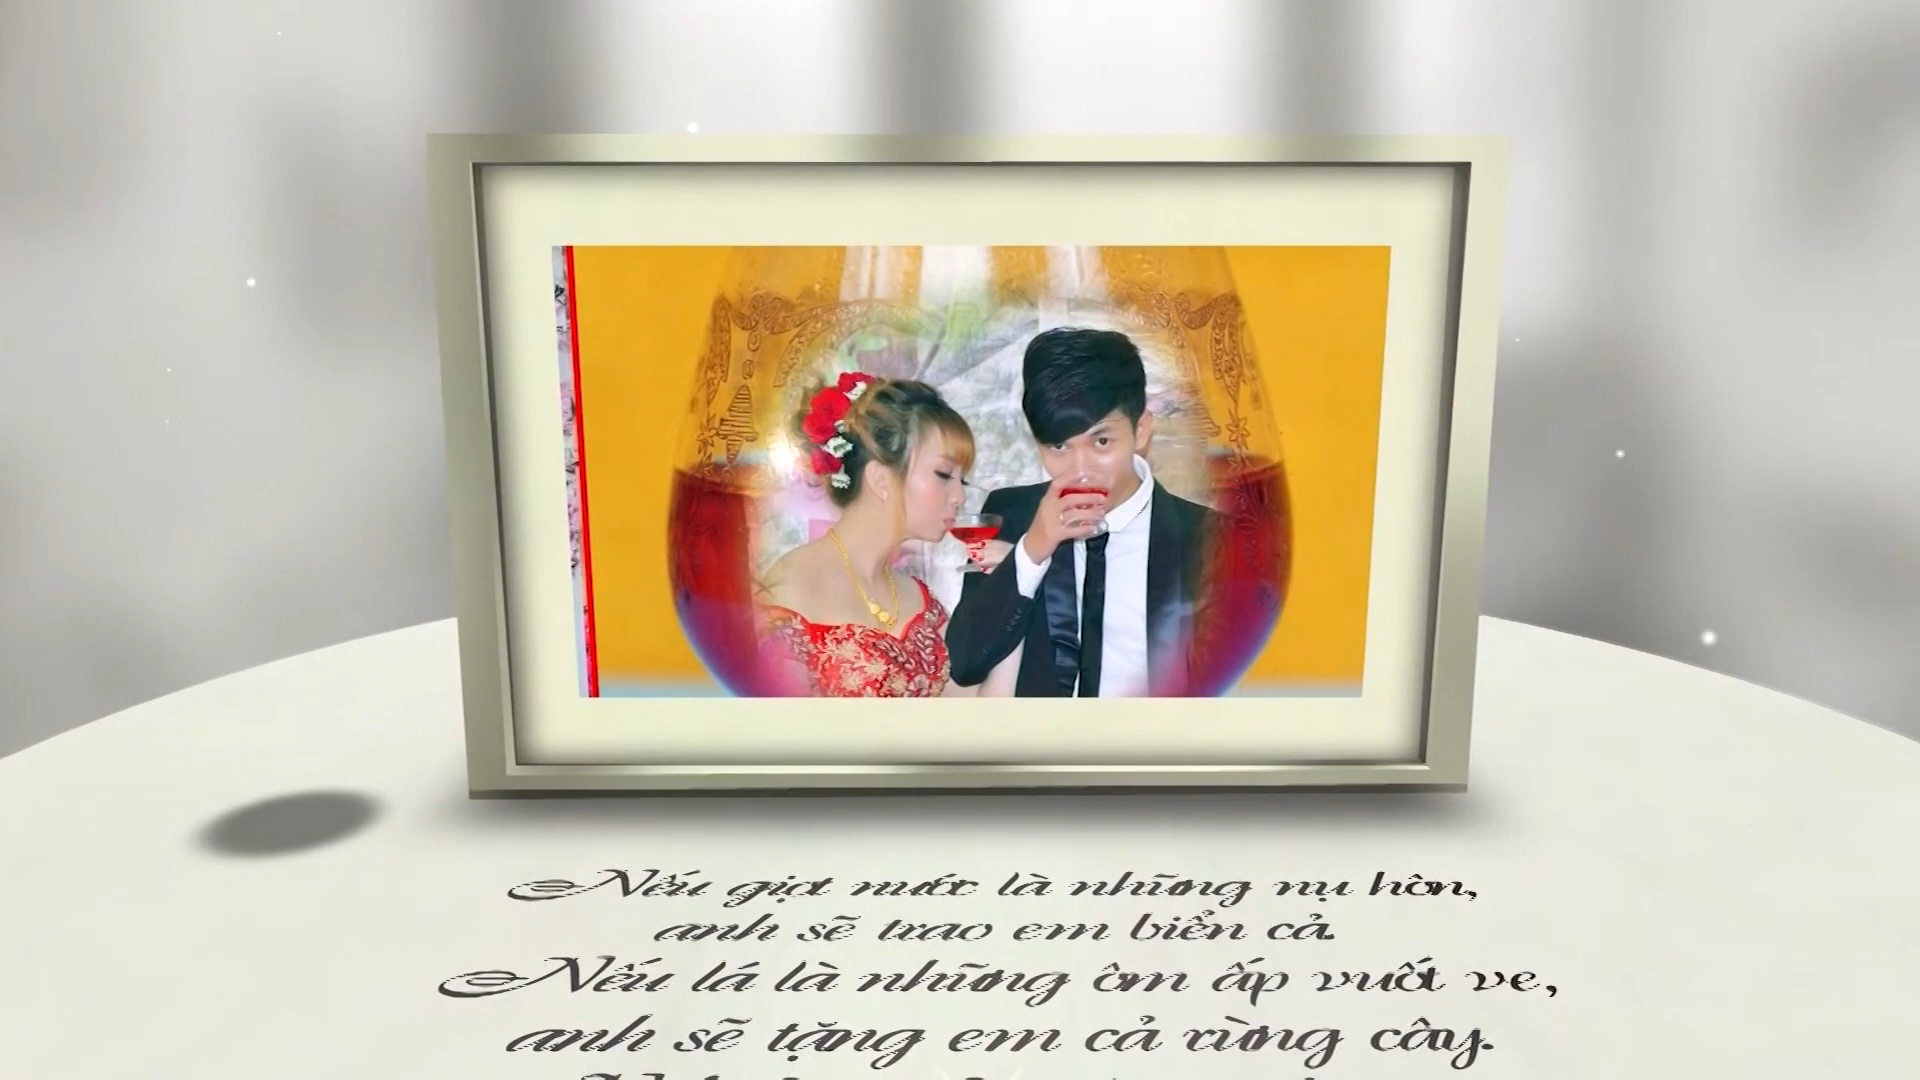 Nếu giọt nước là những nụ hôn,
anh sẽ trao em biển cả.
Nếu lá là những ôm ấp vuốt ve,
anh sẽ tặng em cả rừng cây.